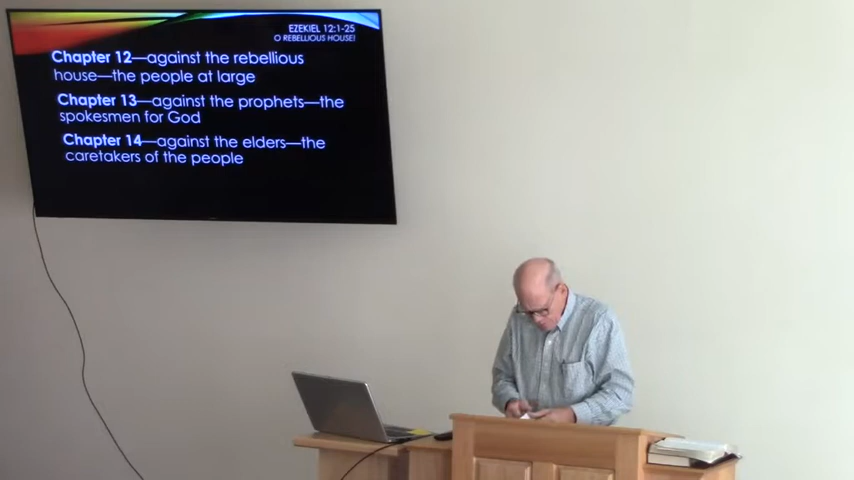 EZEKIEL 12:1-25
O REBELLIOUS HOUSE!
Chapter 12—against the rebellious
house—the people at large
Chapter 13—against the prophets—the
spokesmen for God
Chapter 14—against the elders—the
caretakers of the people